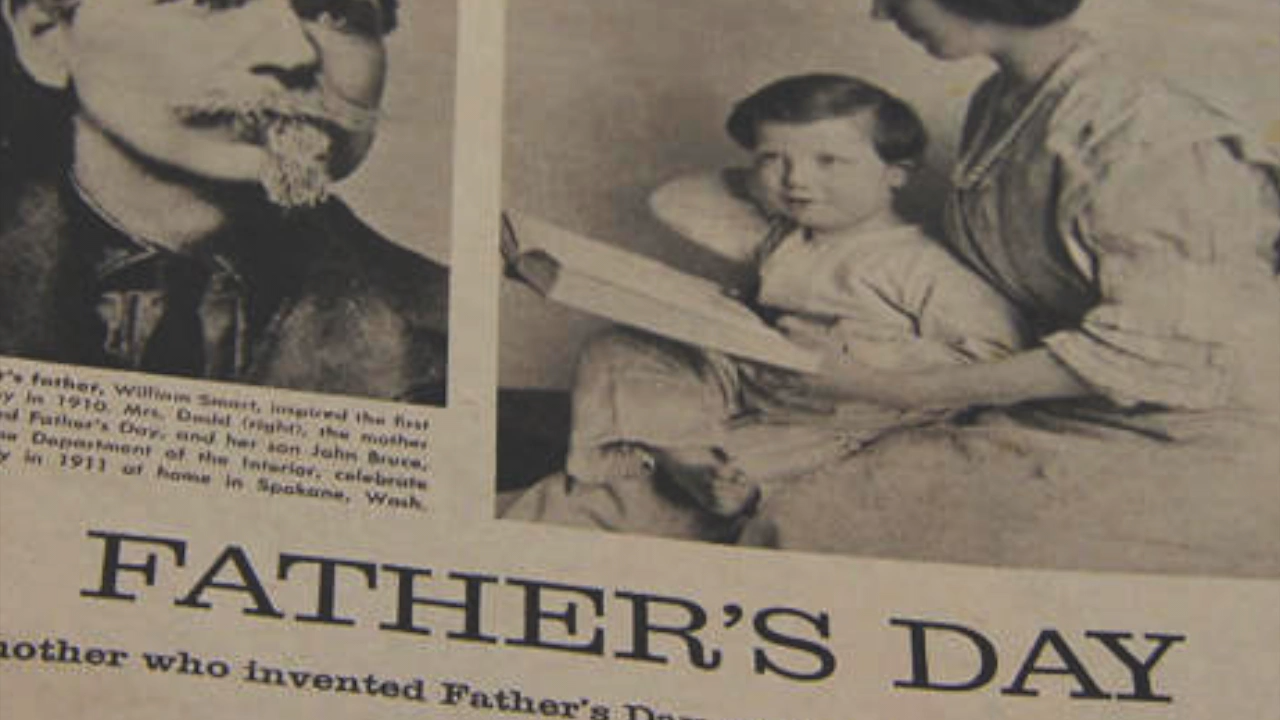 's father, William Smart, inspired the first
y in 1910. Mrs. Dodd (right), the mother
d Father's Day, and her son John Bruce,
e Department of the Interior, celebrate
y in 1911 at home in Spokane, Wash.
FATHER'S DAY
mother who invented Father's Day